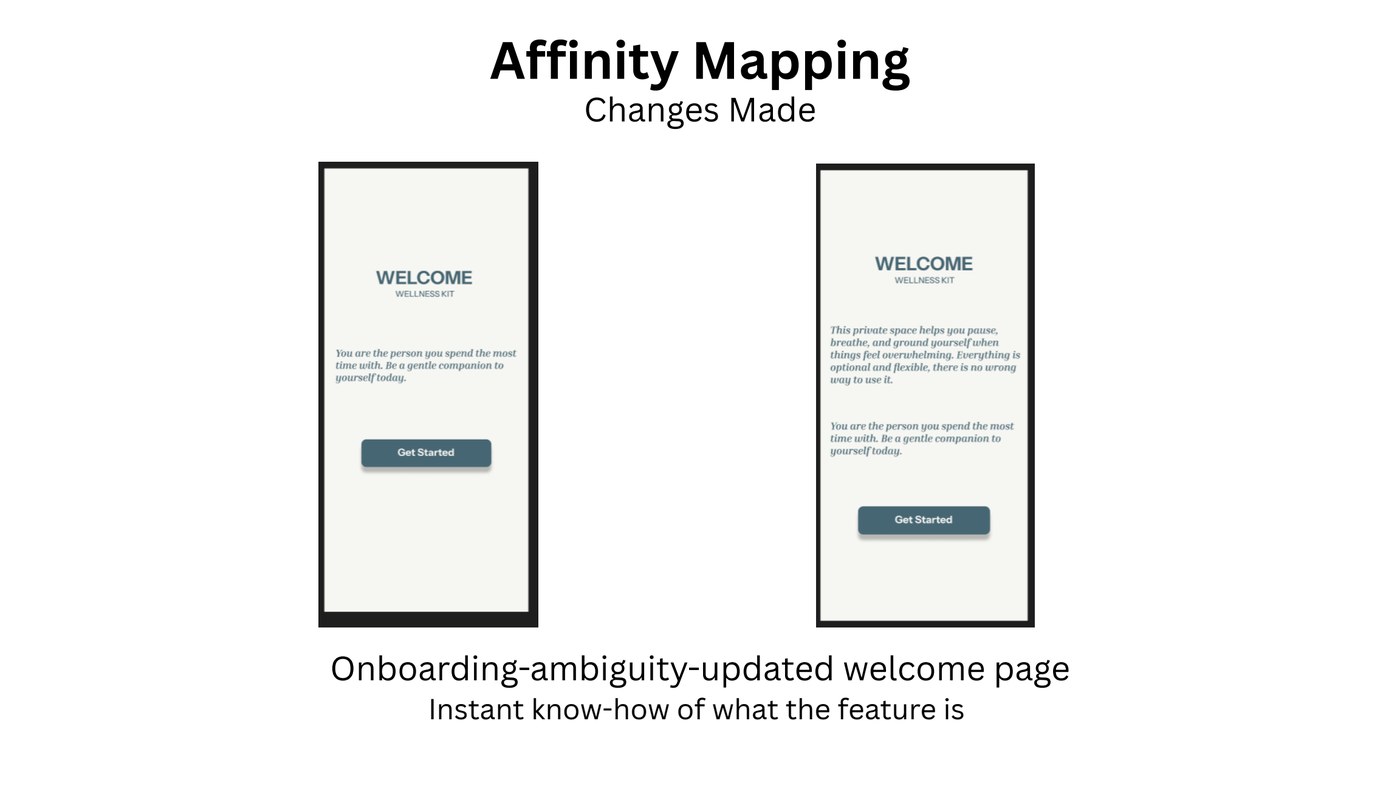 Affinity Mapping
Changes Made
WELCOME
WELLNESS KIT
You are the person you spend the most
time with. Be a gentle companion to
yourself today.
Get Started
WELCOME
WELLNESS KIT
This private space helps you pause,
breathe, and ground yourself when
things feel overwhelming. Everything is
optional and flexible, there is no wrong
way to use it.
You are the person you spend the most
time with. Be a gentle companion to
yourself today.
Get Started
Onboarding-ambiguity-updated welcome page
Instant know-how of what the feature is